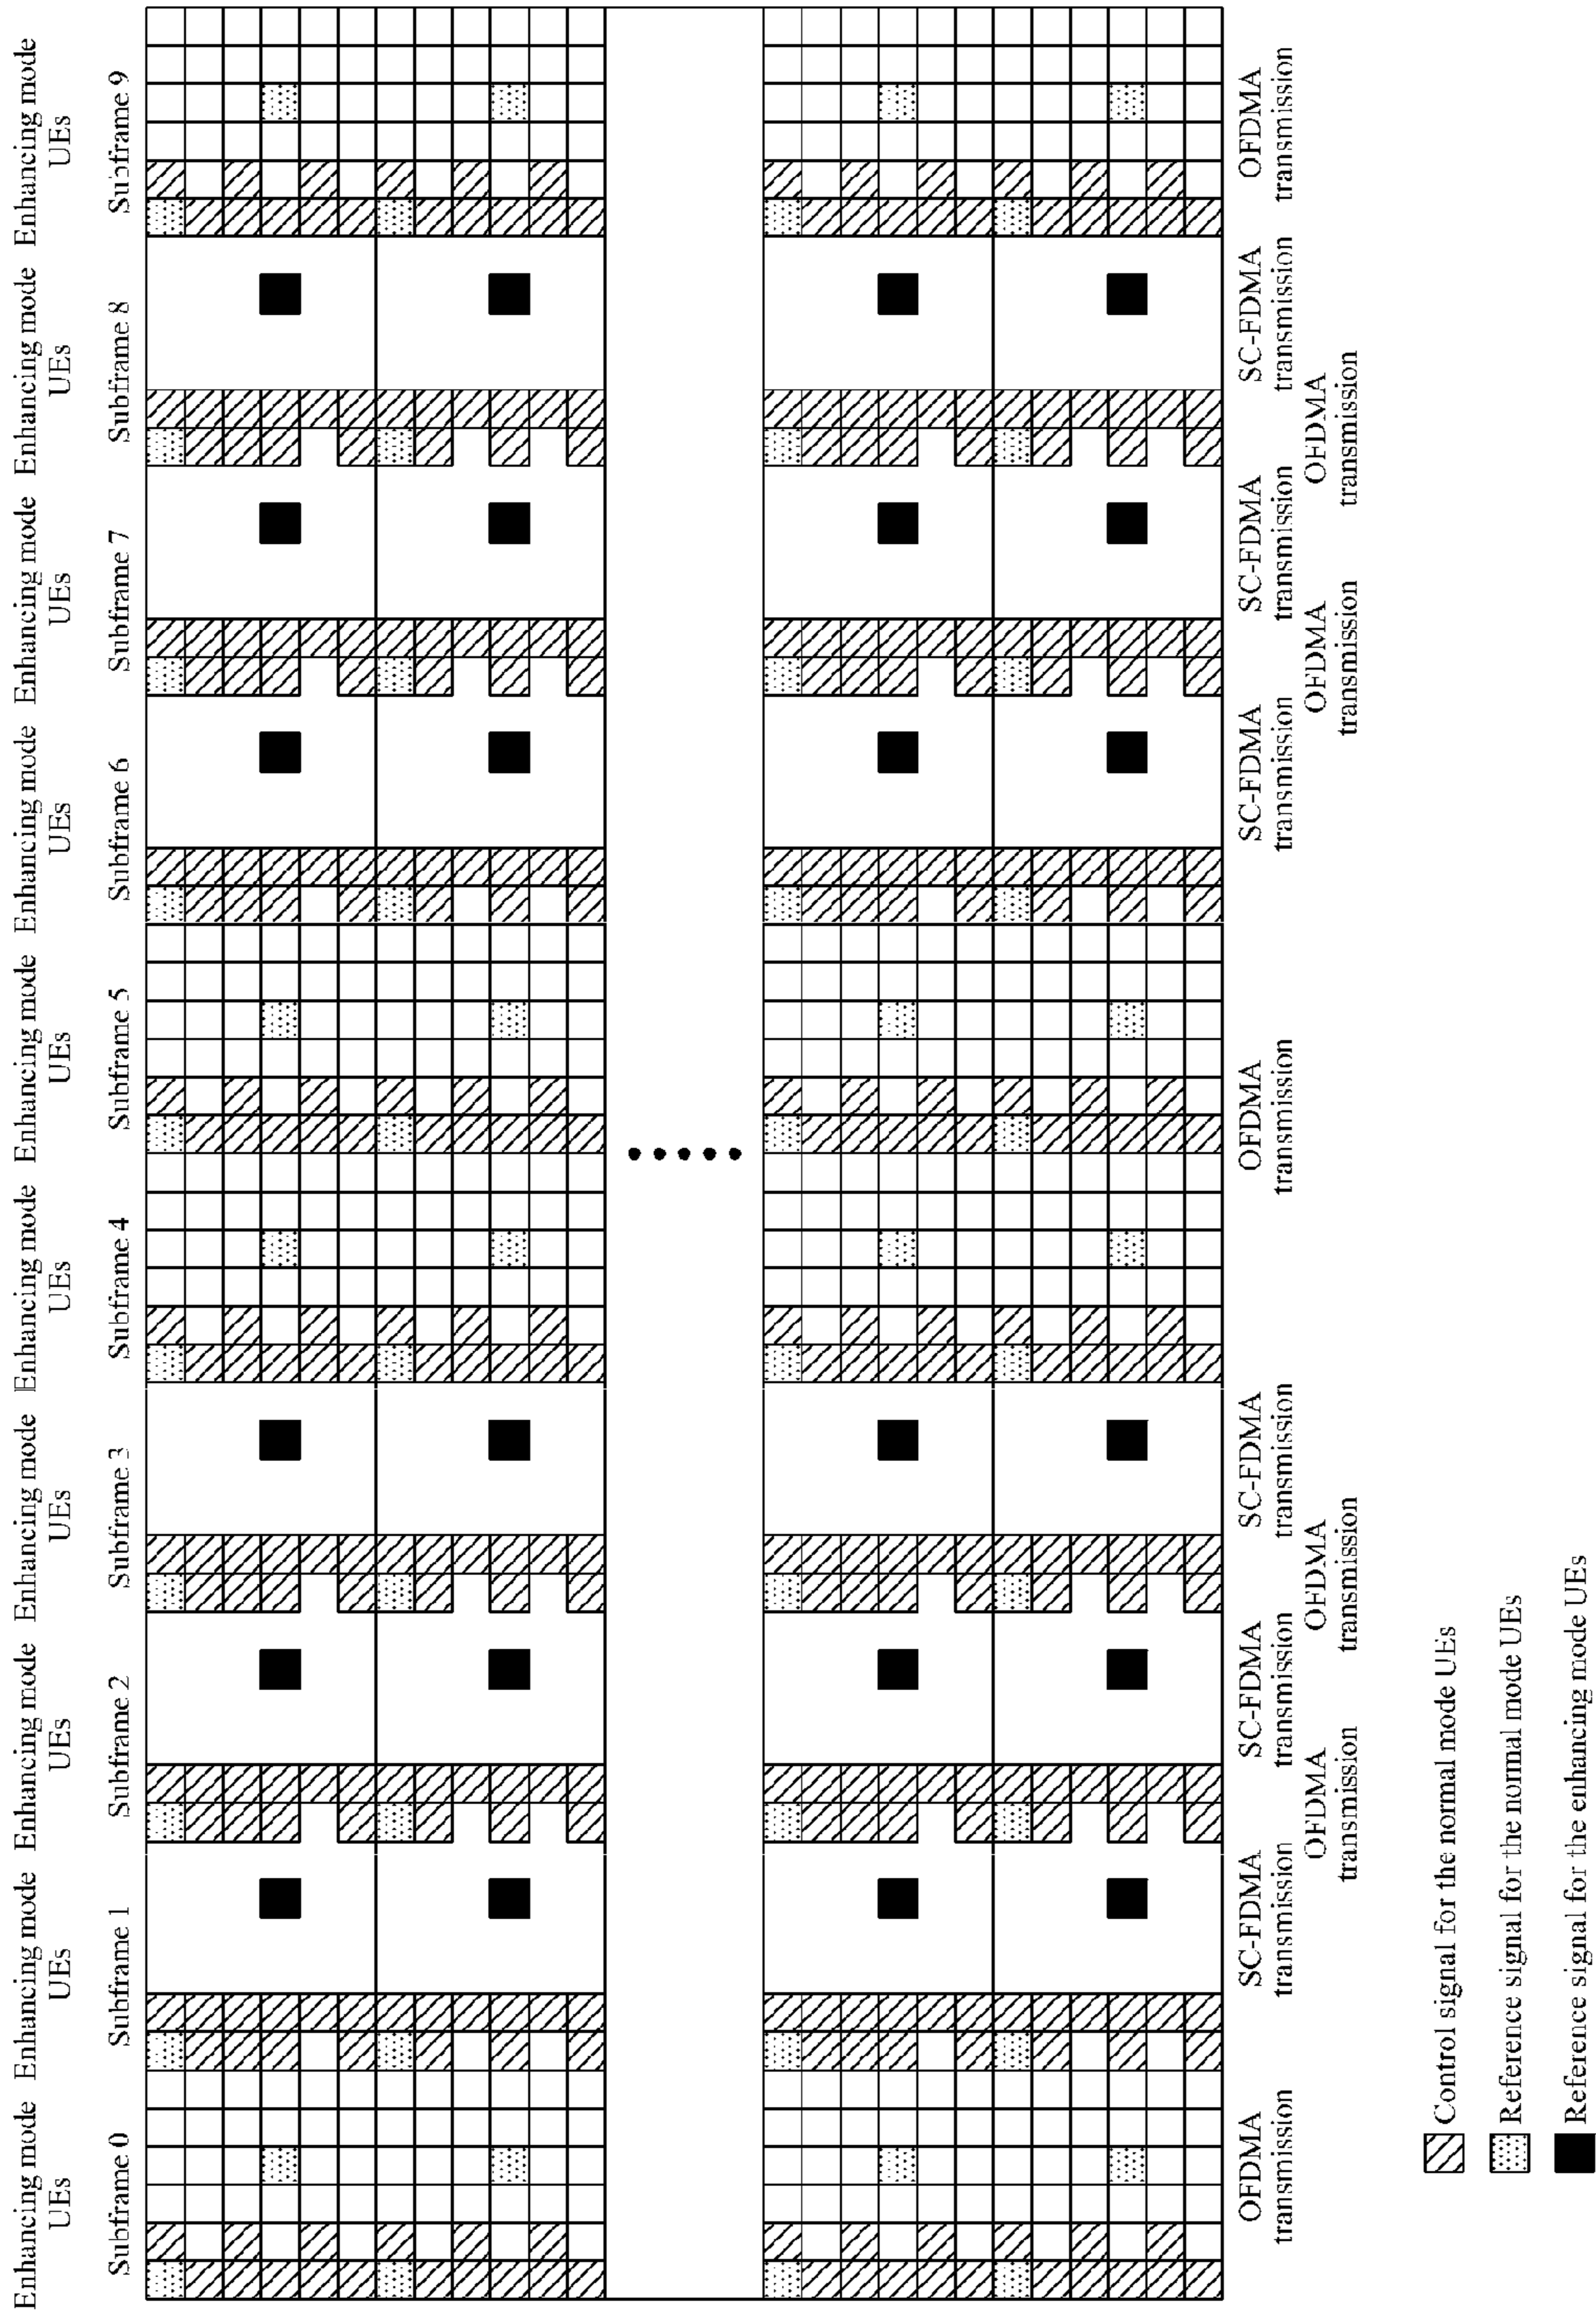 Enhancing mode
UEs
Enhancing mode
UEs
Enhancing mode
UEs
Enhancing mode
UEs
Enhancing mode
UEs
Enhancing mode
UEs
Enhancing mode
UEs
Enhancing mode
UEs
Enhancing mode
UEs
Enhancing mode
UEs
Subframe 0
Subframe 1
Subframe 2
Subframe 3
Subframe 4
Subframe 5
Subframe 6
Subframe 7
Subframe 8
Subframe 9
OFDMA
transmission
SC-FDMA
transmission
SC-FDMA
transmission
SC-FDMA
transmission
OFDMA
transmission
SC-FDMA
transmission
SC-FDMA
transmission
SC-FDMA
transmission
OFDMA
transmission
OFDMA
transmission
OFDMA
transmission
OFDMA
transmission
OFDMA
transmission
Control signal for the normal mode UEs
Reference signal for the normal mode UEs
Reference signal for the enhancing mode UEs